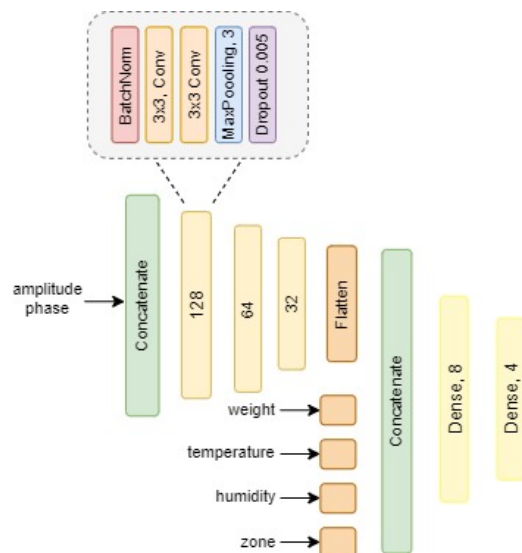 BatchNorm
3x3, Conv
3x3 Conv
MaxPoooling, 3
Dropout 0.005
amplitude
phase
Concatenate
128
64
32
Flatten
weight
temperature
humidity
zone
Concatenate
Dense, 8
Dense, 4